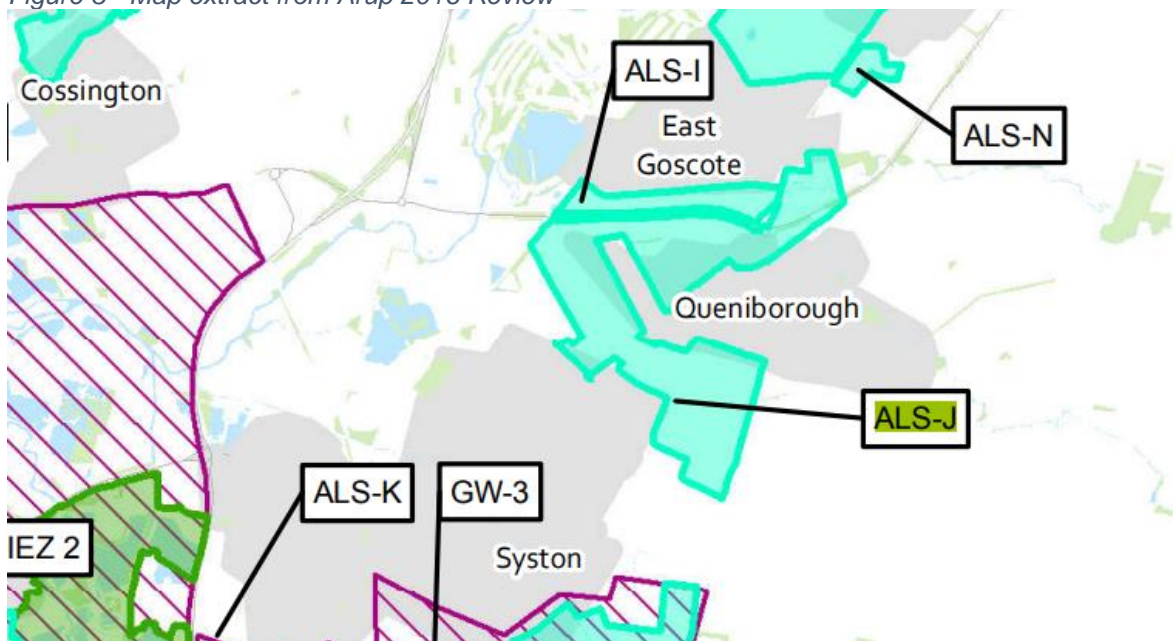 Figure 3 - Map extract from Arup 2016 Review
Cossington
ALS-I
East
Goscote
ALS-N
Queniborough
ALS-J
ALS-K
GW-3
IEZ 2
Syston